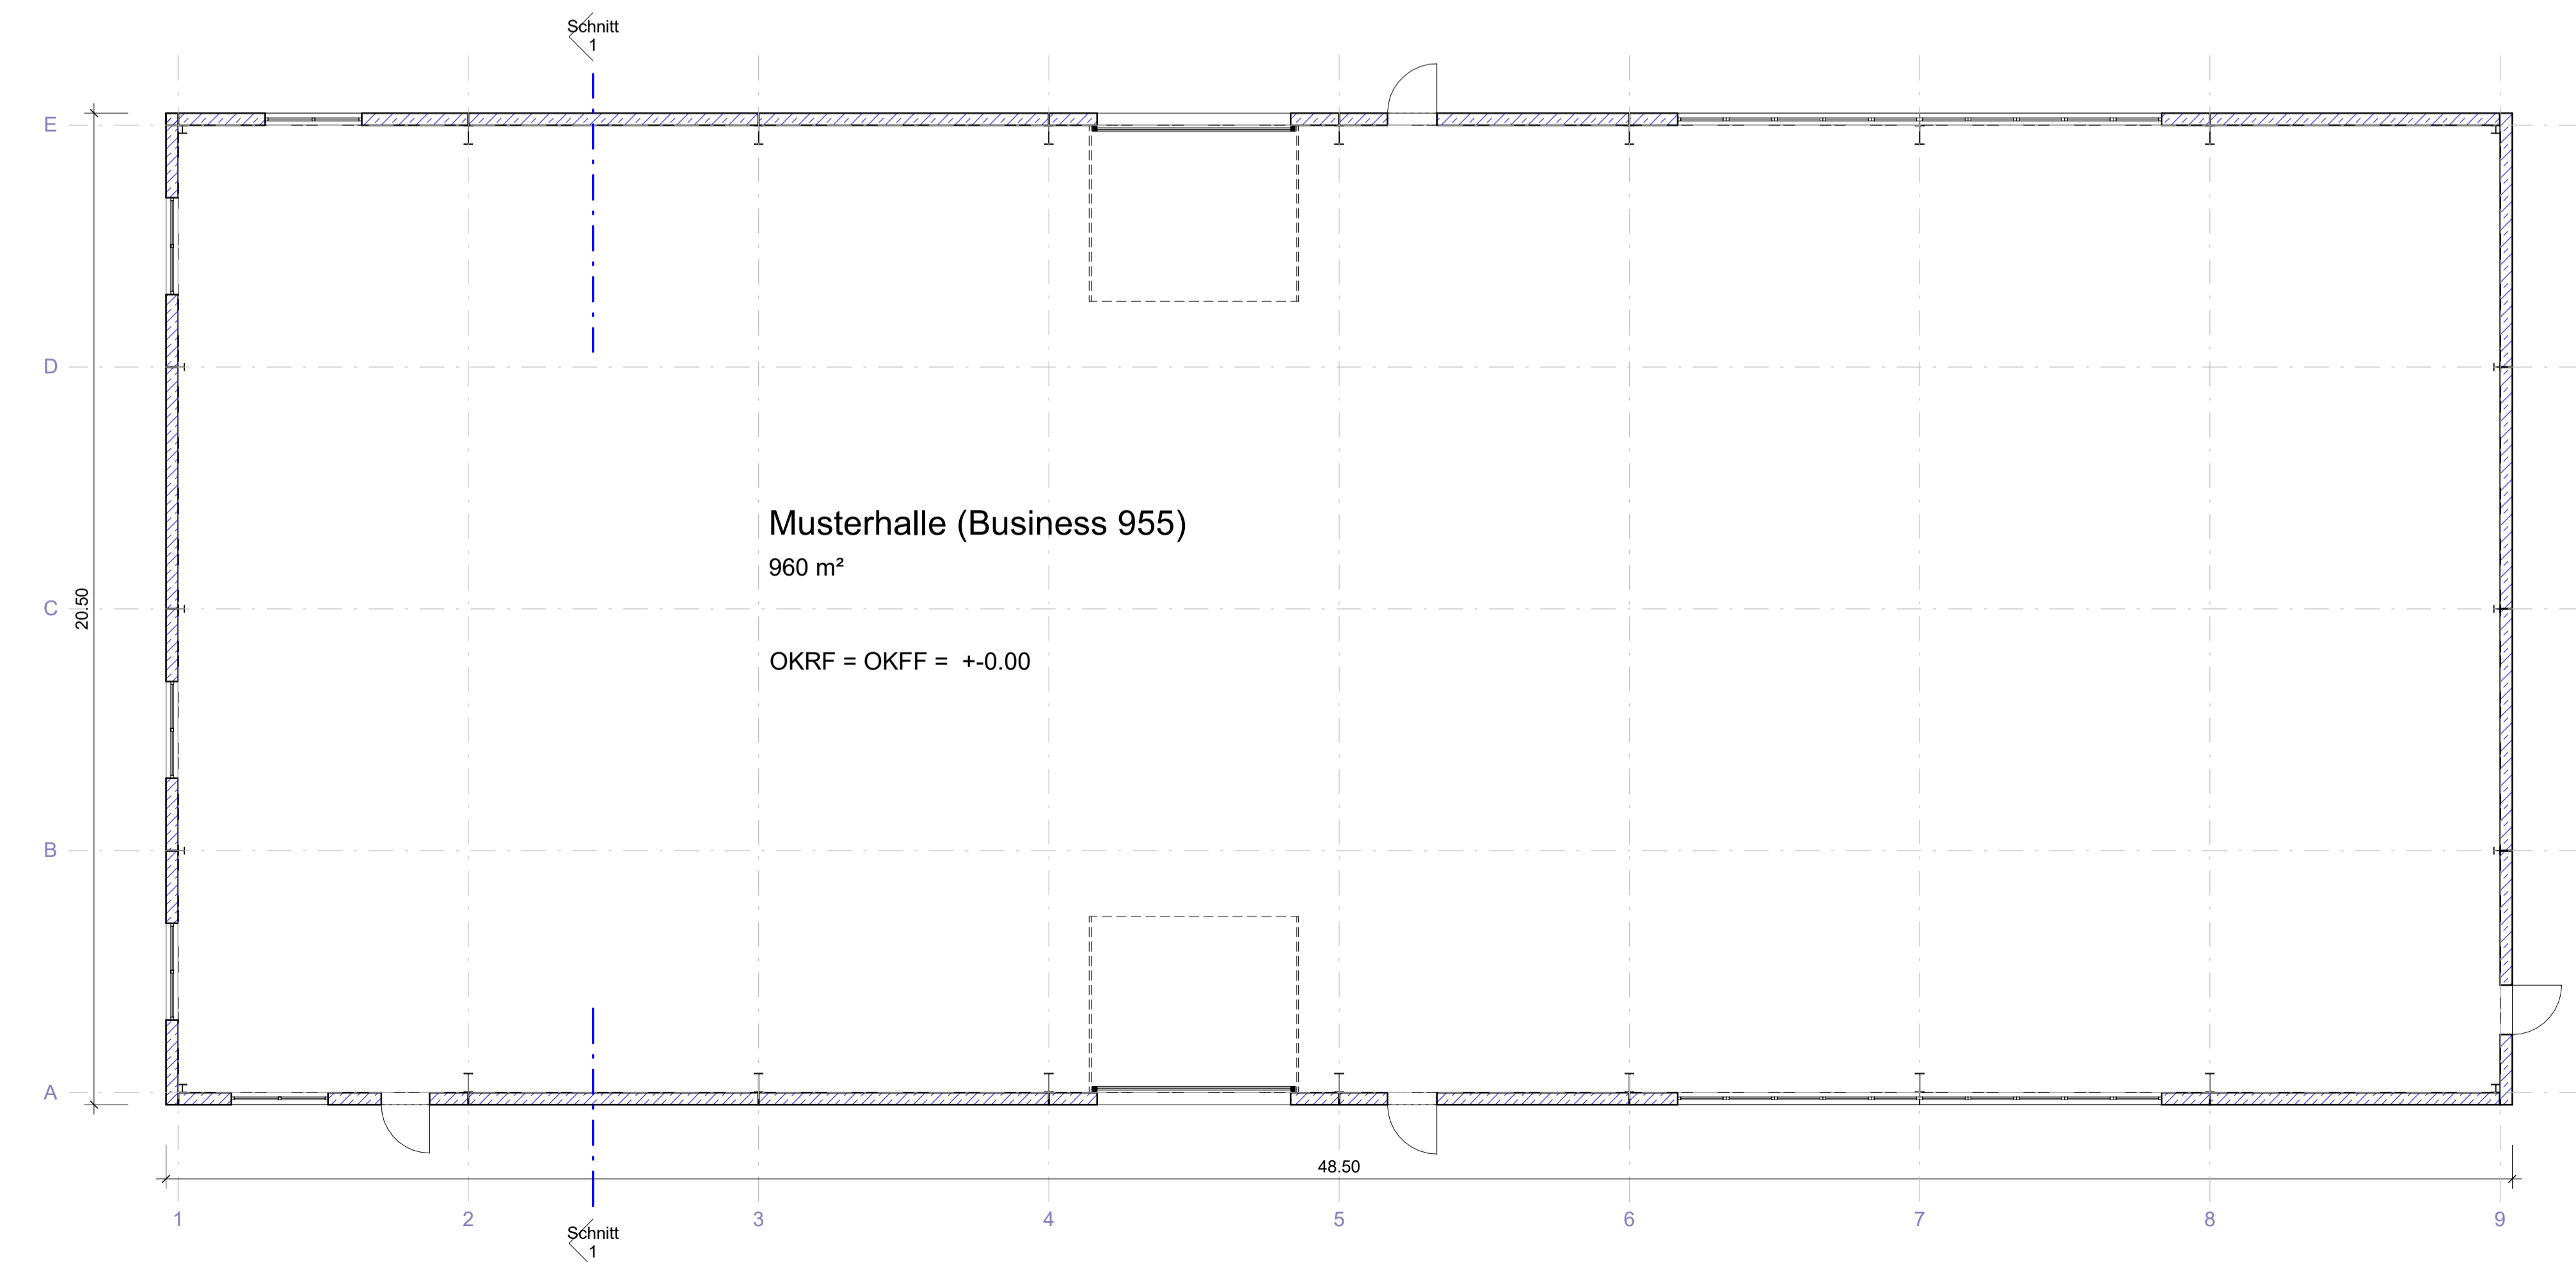 Schnitt
1
E
D
C
B
A
20.50
Musterhalle (Business 955)
960 m²
OKRF = OKFF = +-0.00
48.50
1
2
3
4
5
6
7
8
9
Schnitt
1